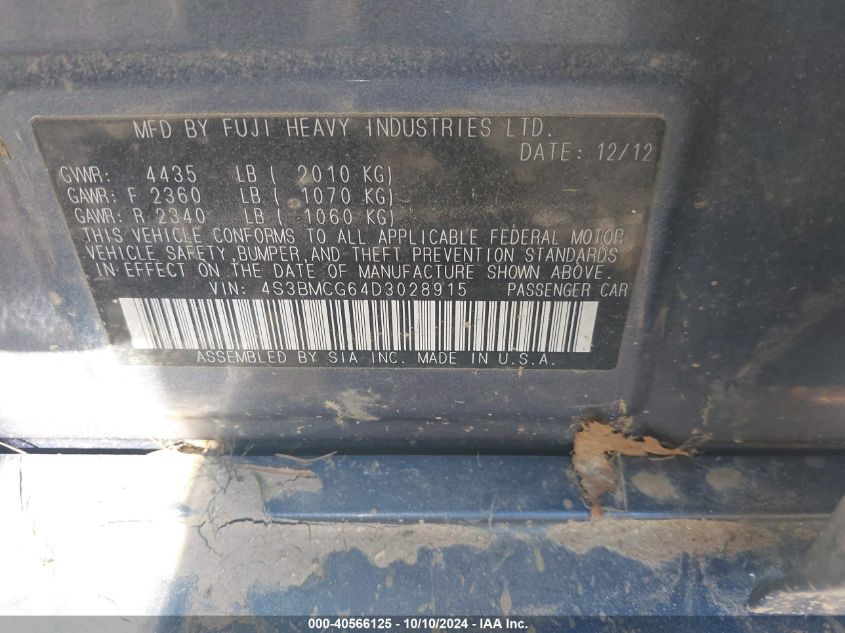 MFD BY FUJI HEAVY INDUSTRIES LTD.
DATE: 12/12
GVWR: 4435 LB ( 2010 KG)
GAWR: F 2360 LB ( 1070 KG)
GAWR: R 2340 LB ( 1060 KG)
THIS VEHICLE CONFORMS TO ALL APPLICABLE FEDERAL MOTOR
VEHICLE SAFETY,BUMPER,AND THEFT PREVENTION STANDARDS
IN EFFECT ON THE DATE OF MANUFACTURE SHOWN ABOVE.
VIN: 4S3BMCG64D3028915 PASSENGER CAR
ASSEMBLED BY SIA INC. MADE IN U.S.A.
000-40566125 - 10/10/2024 - IAA Inc.